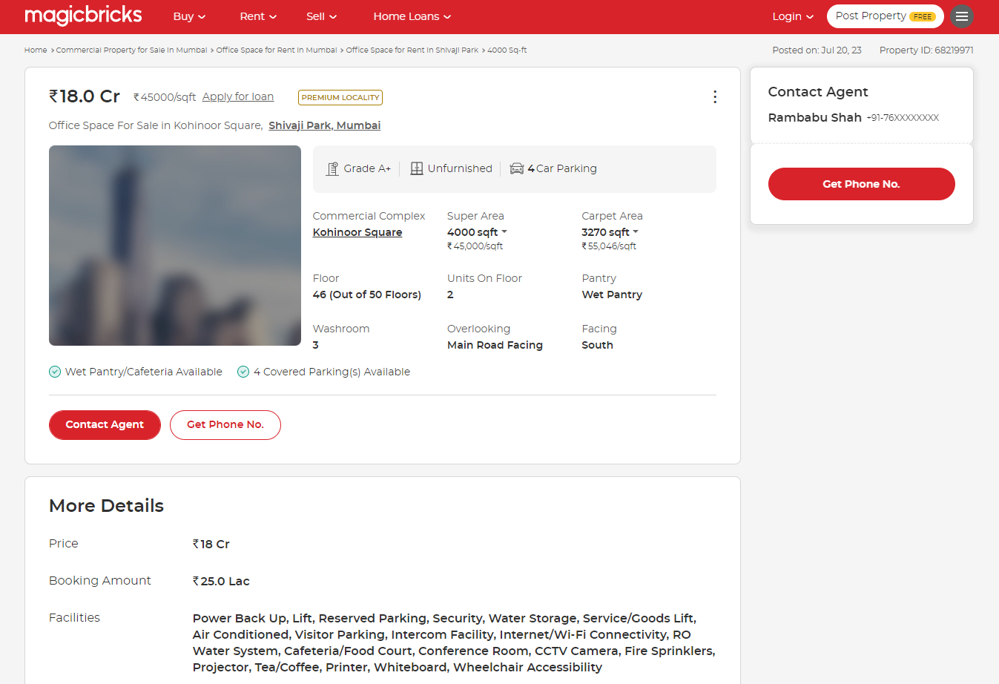 magicbricks
Buy Rent Sell Home Loans Login Post Property FREE
Home > Commercial Property for Sale in Mumbai > Office Space for Rent in Mumbai > Office Space for Rent in Shivaji Park > 4000 Sq-ft
Posted on: Jul 20, 23 Property ID: 68219971
₹18.0 Cr ₹45000/sqft Apply for loan PREMIUM LOCALITY
Office Space For Sale in Kohinoor Square, Shivaji Park, Mumbai
Grade A+ Unfurnished 4 Car Parking
Commercial Complex Super Area Carpet Area
Kohinoor Square 4000 sqft 3270 sqft
₹45,000/sqft ₹55,046/sqft
Floor Units On Floor Pantry
46 (Out of 50 Floors) 2 Wet Pantry
Washroom Overlooking Facing
3 Main Road Facing South
Wet Pantry/Cafeteria Available 4 Covered Parking(s) Available
Contact Agent Get Phone No.
Contact Agent
Rambabu Shah +91-76XXXXXXXX
Get Phone No.
More Details
Price ₹18 Cr
Booking Amount ₹25.0 Lac
Facilities Power Back Up, Lift, Reserved Parking, Security, Water Storage, Service/Goods Lift,
Air Conditioned, Visitor Parking, Intercom Facility, Internet/Wi-Fi Connectivity, RO
Water System, Cafeteria/Food Court, Conference Room, CCTV Camera, Fire Sprinklers,
Projector, Tea/Coffee, Printer, Whiteboard, Wheelchair Accessibility